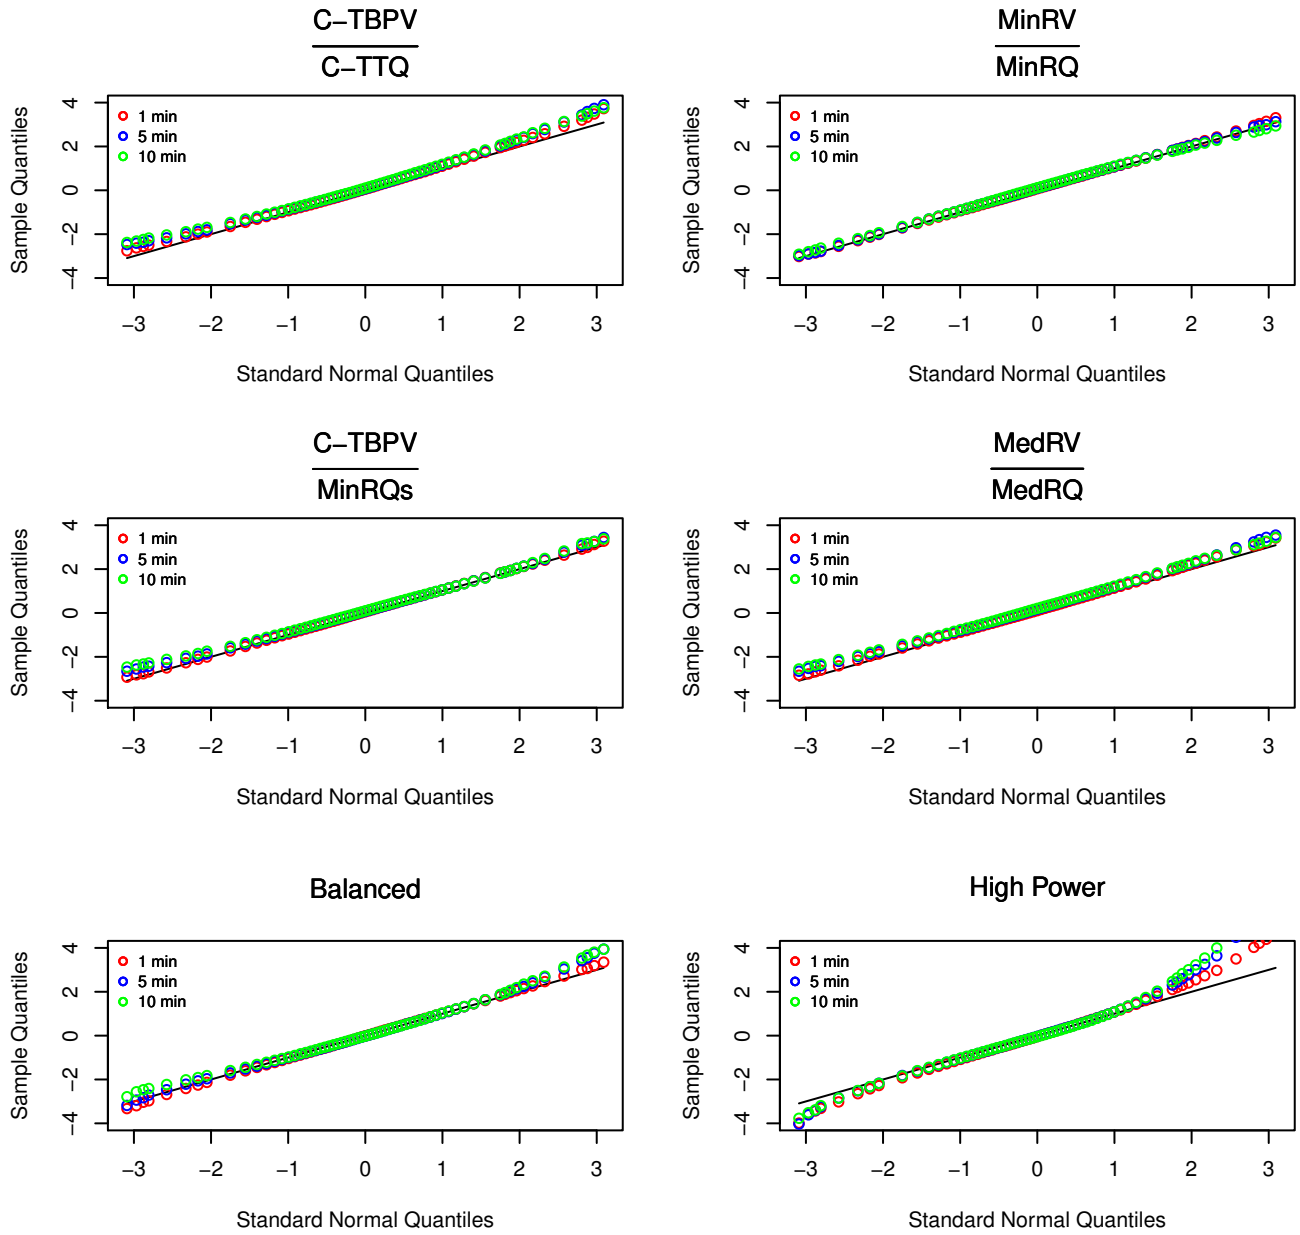 C–TBPV
C–TTQ
Sample Quantiles
4
2
0
−2
−4
1 min
5 min
10 min
−3 −2 −1 0 1 2 3
Standard Normal Quantiles
MinRV
MinRQ
Sample Quantiles
4
2
0
−2
−4
1 min
5 min
10 min
−3 −2 −1 0 1 2 3
Standard Normal Quantiles
C–TBPV
MinRQs
Sample Quantiles
4
2
0
−2
−4
1 min
5 min
10 min
−3 −2 −1 0 1 2 3
Standard Normal Quantiles
MedRV
MedRQ
Sample Quantiles
4
2
0
−2
−4
1 min
5 min
10 min
−3 −2 −1 0 1 2 3
Standard Normal Quantiles
Balanced
Sample Quantiles
4
2
0
−2
−4
1 min
5 min
10 min
−3 −2 −1 0 1 2 3
Standard Normal Quantiles
High Power
Sample Quantiles
4
2
0
−2
−4
1 min
5 min
10 min
−3 −2 −1 0 1 2 3
Standard Normal Quantiles